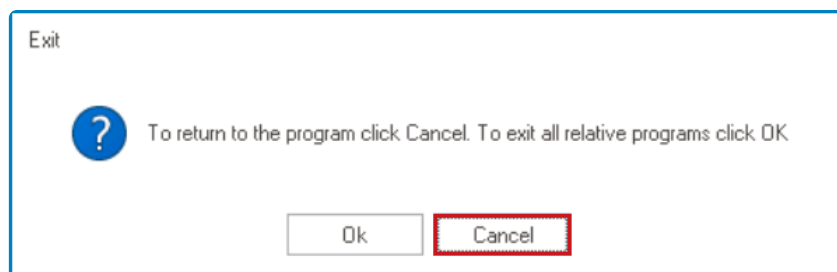 Exit
To return to the program click Cancel. To exit all relative programs click OK
Ok
Cancel